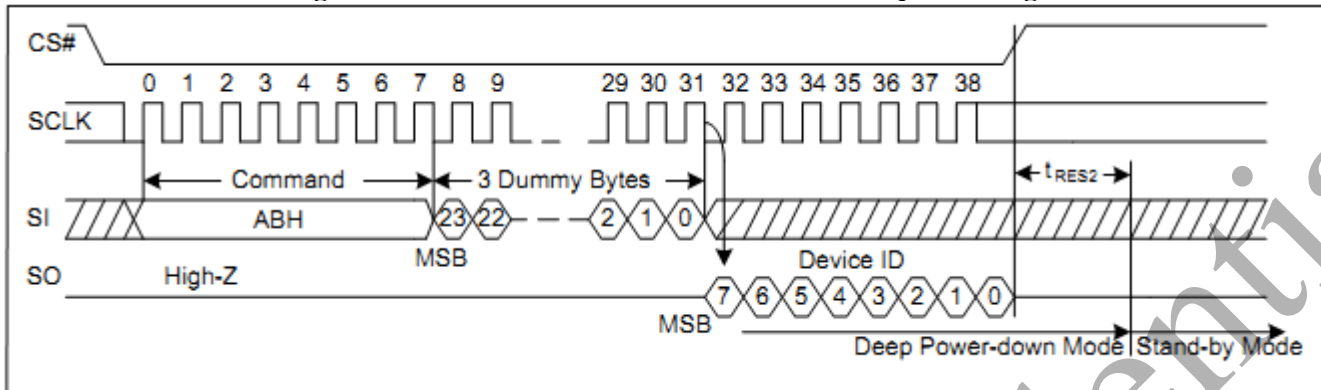 CS#
0 1 2 3 4 5 6 7 8 9 29 30 31 32 33 34 35 36 37 38
SCLK
Command 3 Dummy Bytes tRES2
SI ABH 23 22 2 1 0
MSB
SO High-Z Device ID
7 6 5 4 3 2 1 0
MSB
Deep Power-down Mode Stand-by Mode